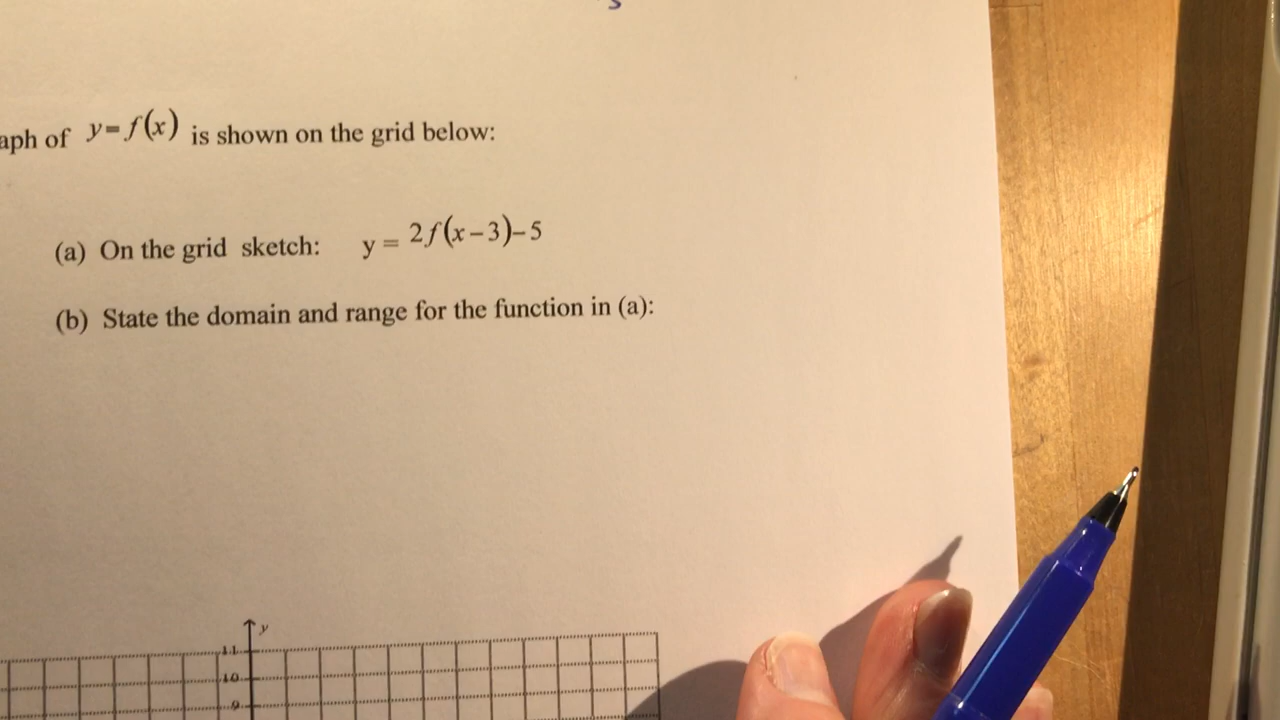 of y=f(x) is shown on the grid below:
(a) On the grid sketch: y = 2f(x-3)-5
(b) State the domain and range for the function in (a):
y
11
10
9